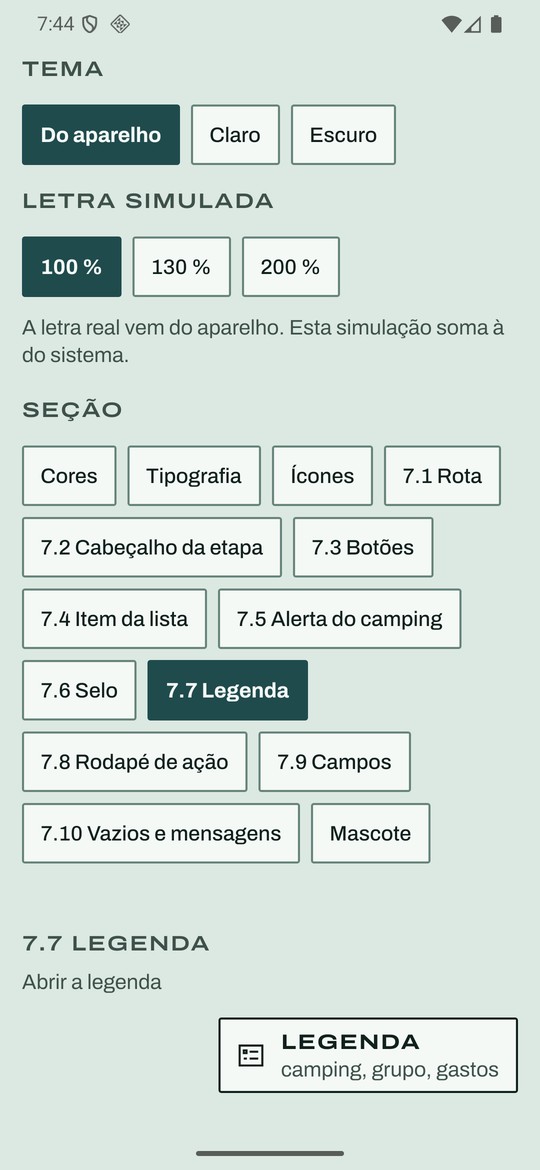 7:44
TEMA
Do aparelho Claro Escuro
LETRA SIMULADA
100 % 130 % 200 %
A letra real vem do aparelho. Esta simulação soma à
do sistema.
SEÇÃO
Cores Tipografia Ícones 7.1 Rota
7.2 Cabeçalho da etapa 7.3 Botões
7.4 Item da lista 7.5 Alerta do camping
7.6 Selo 7.7 Legenda
7.8 Rodapé de ação 7.9 Campos
7.10 Vazios e mensagens Mascote
7.7 LEGENDA
Abrir a legenda
LEGENDA
camping, grupo, gastos